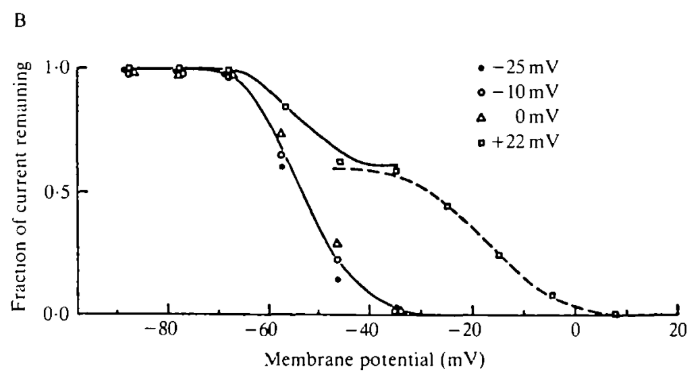 B
Fraction of current remaining
1·0
0·5
0·0
−25 mV
−10 mV
0 mV
+22 mV
−80
−60
−40
−20
0
20
Membrane potential (mV)